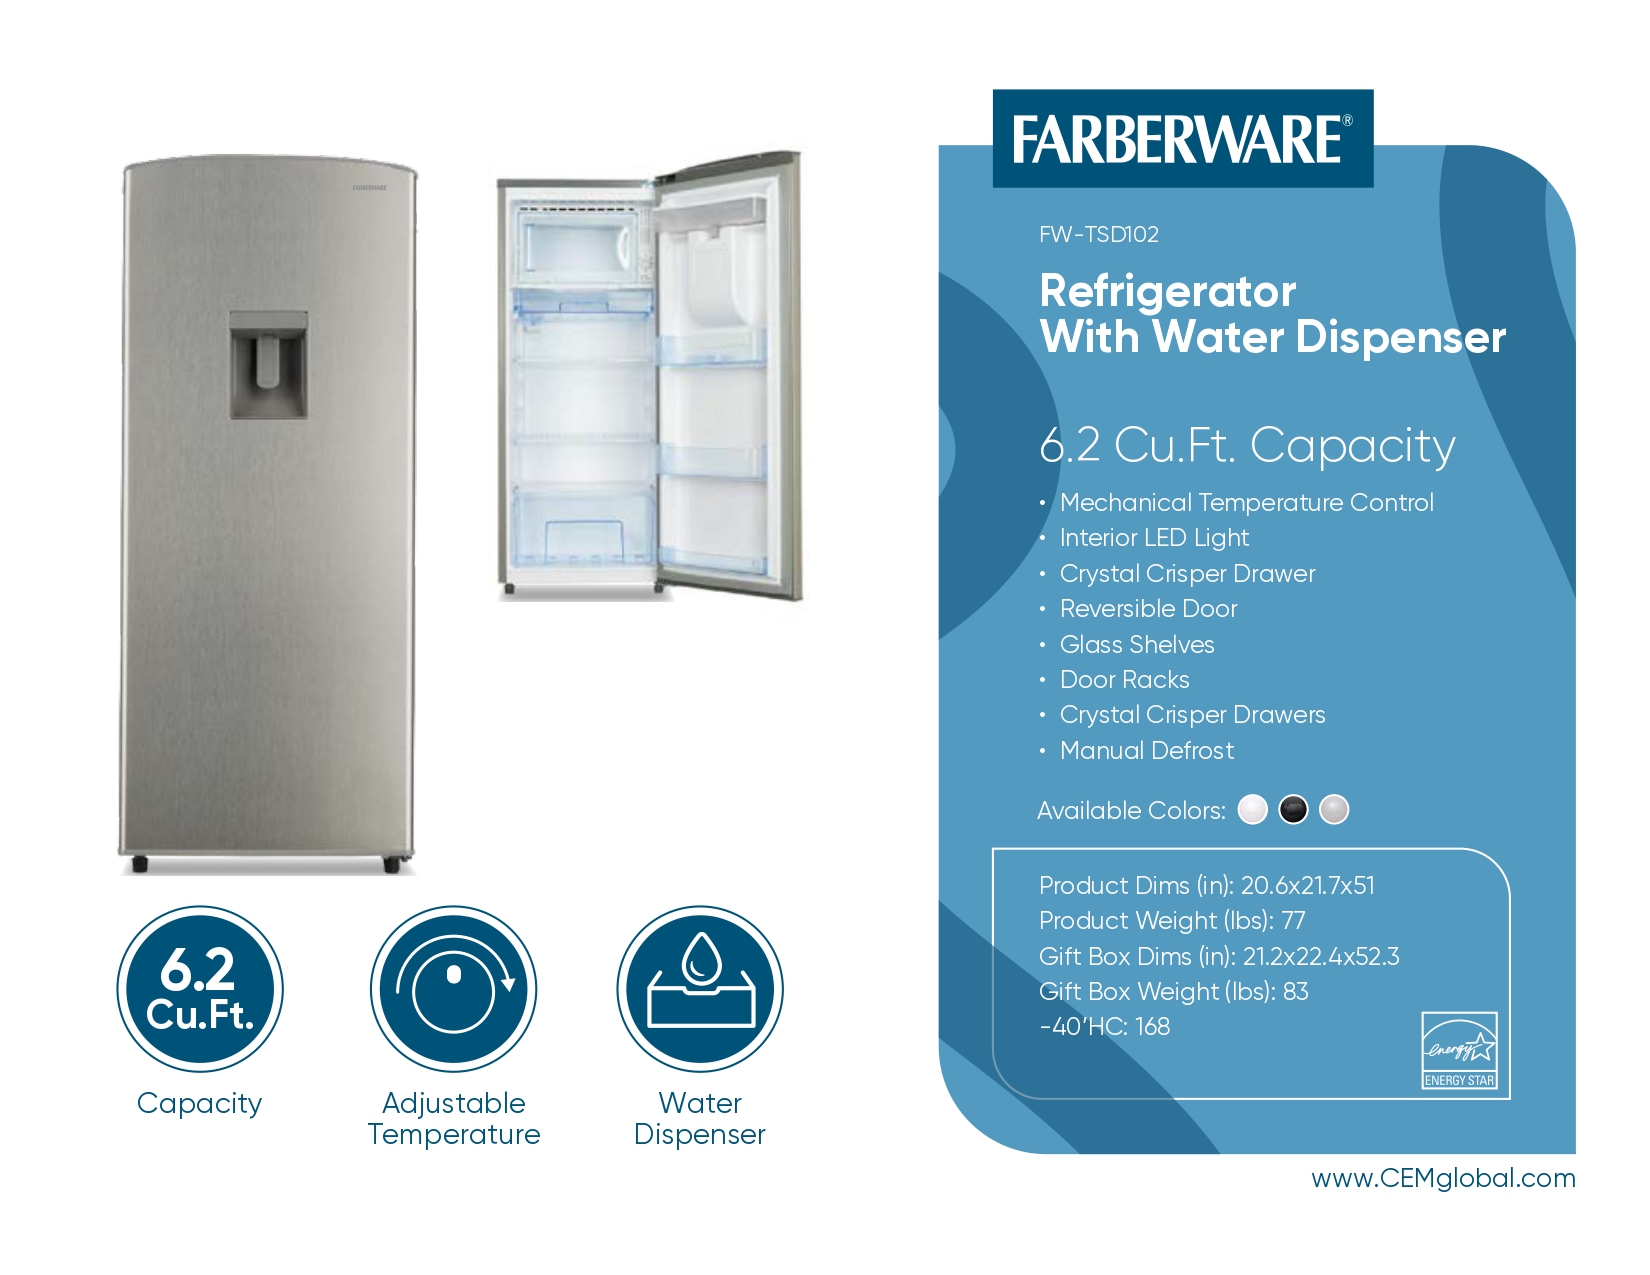 FARBERWARE
6.2
Cu.Ft.
Capacity
Adjustable
Temperature
Water
Dispenser
FARBERWARE®
FW-TSD102
Refrigerator
With Water Dispenser
6.2 Cu.Ft. Capacity
• Mechanical Temperature Control
• Interior LED Light
• Crystal Crisper Drawer
• Reversible Door
• Glass Shelves
• Door Racks
• Crystal Crisper Drawers
• Manual Defrost
Available Colors:
Product Dims (in): 20.6x21.7x51
Product Weight (lbs): 77
Gift Box Dims (in): 21.2x22.4x52.3
Gift Box Weight (lbs): 83
-40’HC: 168
energy
ENERGY STAR
www.CEMglobal.com